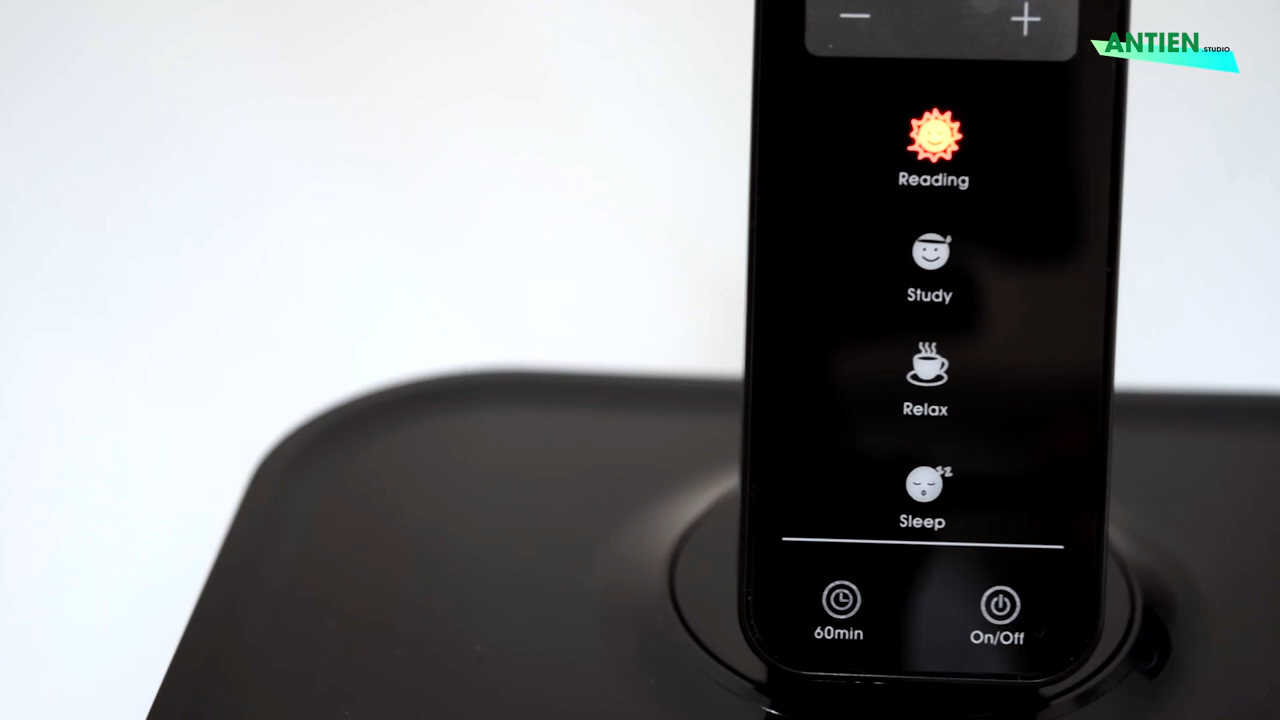 ANTIEN.STUDIO
− +
Reading
Study
Relax
Sleep
60min On/Off